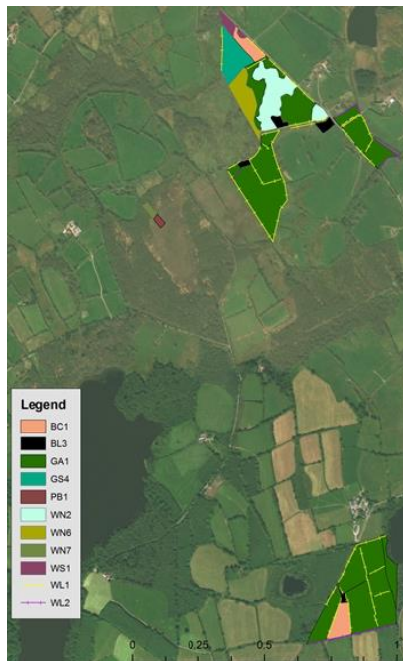 Legend
BC1
BL3
GA1
GS4
PB1
WN2
WN6
WN7
WS1
WL1
WL2
0 0.25 0.5 1